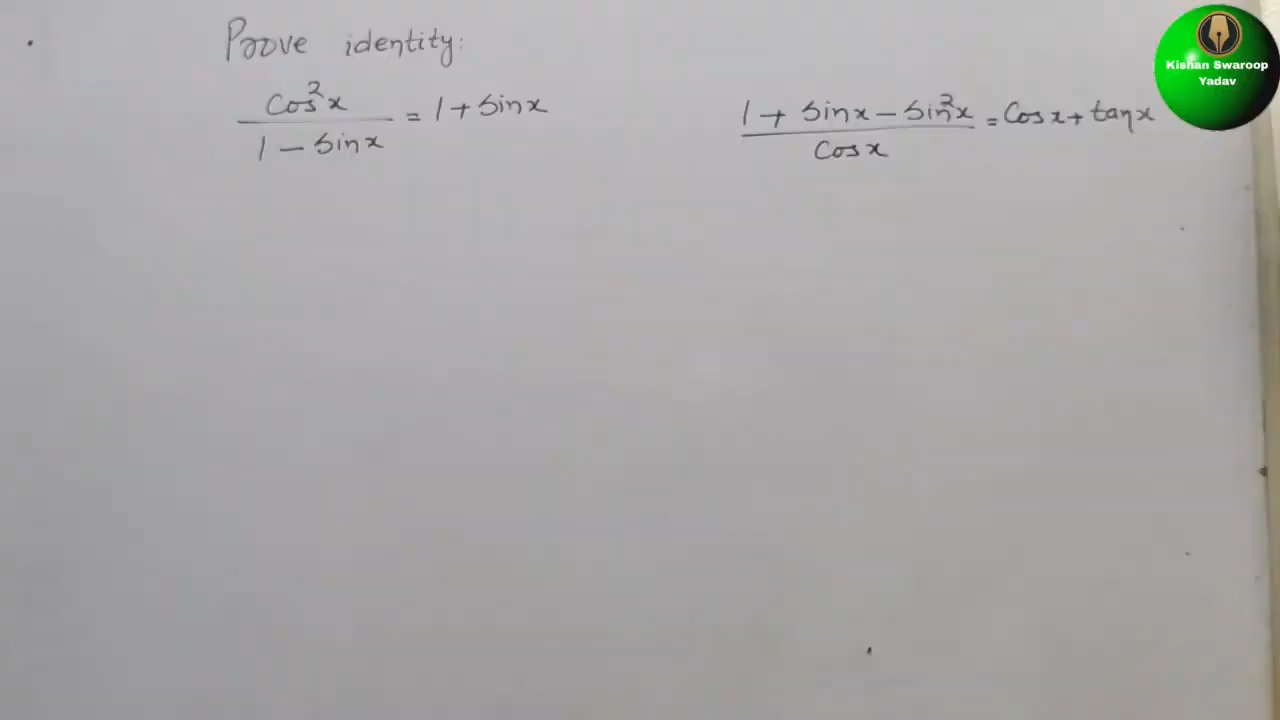 Prove identity:
cos²x / 1 - sinx = 1 + sinx
1 + sinx - sin²x / cosx = cosx + tanx
Kishan Swaroop
Yadav